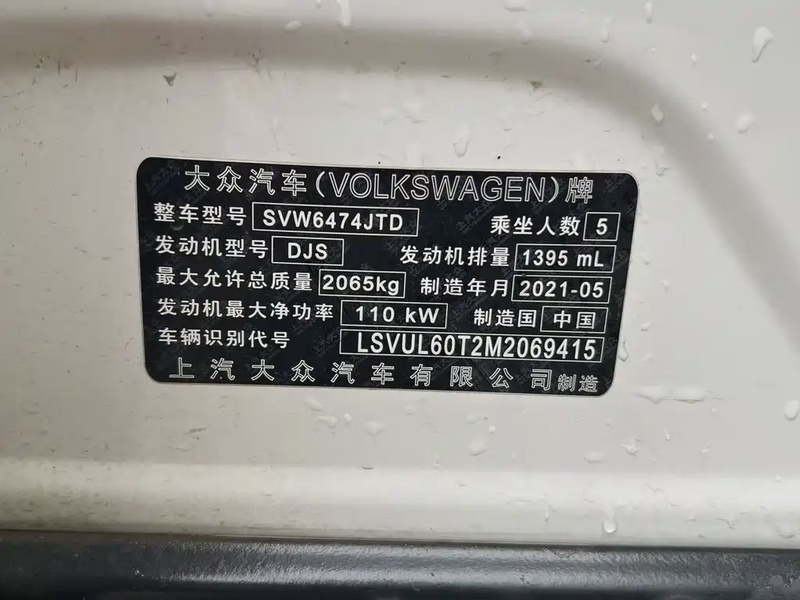 大众汽车(VOLKSWAGEN)牌
整车型号 SVW6474JTD 乘坐人数 5
发动机型号 DJS 发动机排量 1395 mL
最大允许总质量 2065kg 制造年月 2021-05
发动机最大净功率 110 kW 制造国 中国
车辆识别代号 LSVUL60T2M2069415
上汽大众汽车有限公司制造